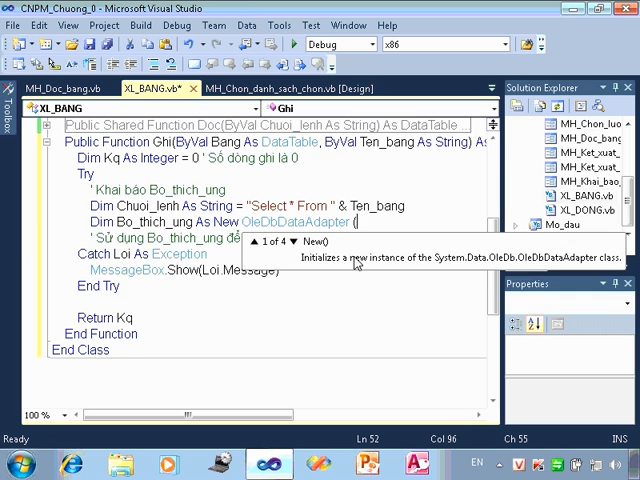 CNPM_Chuong_0 - Microsoft Visual Studio
File Edit View Project Build Debug Team Data Tools Architecture Test
Analyze Window Help
Debug x86
MH_Doc_bang.vb XL_BANG.vb* MH_Chon_danh_sach_chon.vb [Design]
XL_BANG Ghi
Public Shared Function Doc(ByVal Chuoi_lenh As String) As DataTable ...
Public Function Ghi(ByVal Bang As DataTable, ByVal Ten_bang As String) As
Dim Kq As Integer = 0 ' Số dòng ghi là 0
Try
' Khai báo Bo_thich_ung
Dim Chuoi_lenh As String = "Select * From " & Ten_bang
Dim Bo_thich_ung As New OleDbDataAdapter (
' Sử dụng Bo_thich_ung để
1 of 4 New()
Initializes a new instance of the System.Data.OleDb.OleDbDataAdapter class.
Catch Loi As Exception
MessageBox.Show(Loi.Message)
End Try
Return Kq
End Function
End Class
100 %
Toolbox
Solution Explorer
MH_Chon_luo
MH_Doc_bang
MH_Ket_xuat_
MH_Ket_xuat_
MH_Khai_bao_
XL_BANG.vb
XL_DONG.vb
Mo_dau
Properties
Ready Ln 52 Col 96 Ch 55 INS
EN